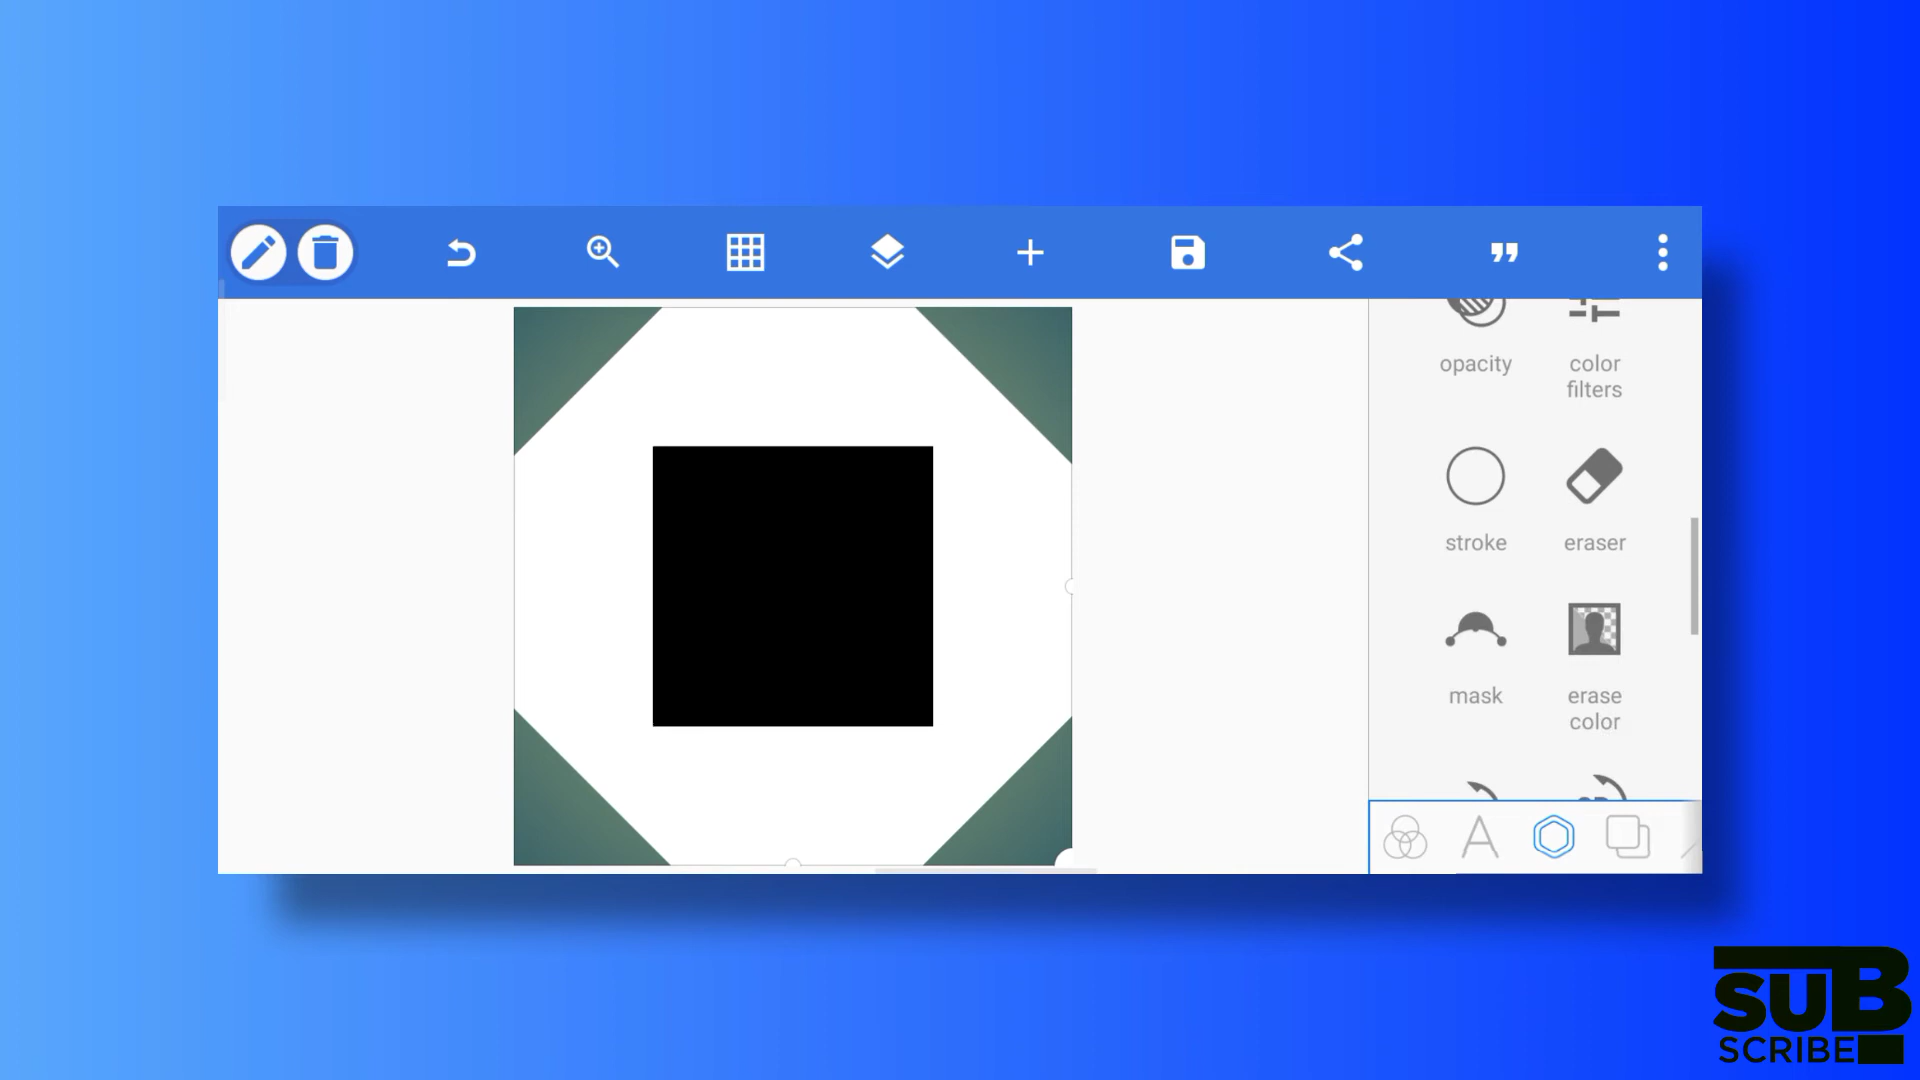 opacity
color
filters
stroke
eraser
mask
erase
color
SUB
SCRIBE